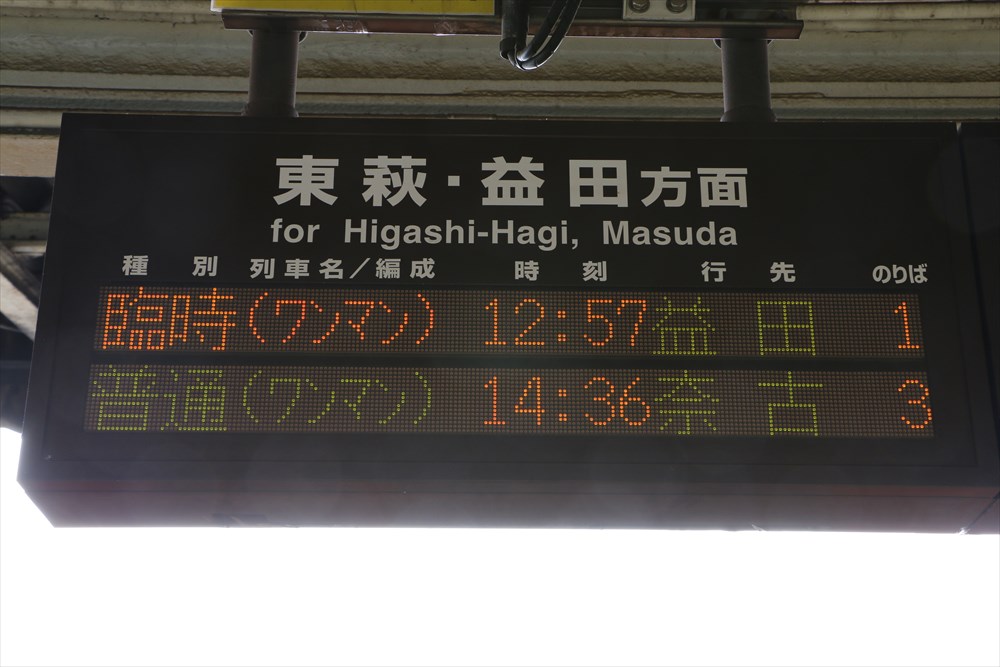 東萩・益田方面
for Higashi-Hagi, Masuda
種別 列車名／編成 時刻 行先 のりば
臨時(ワンマン) 12:57 益田 1
普通(ワンマン) 14:36 奈古 3